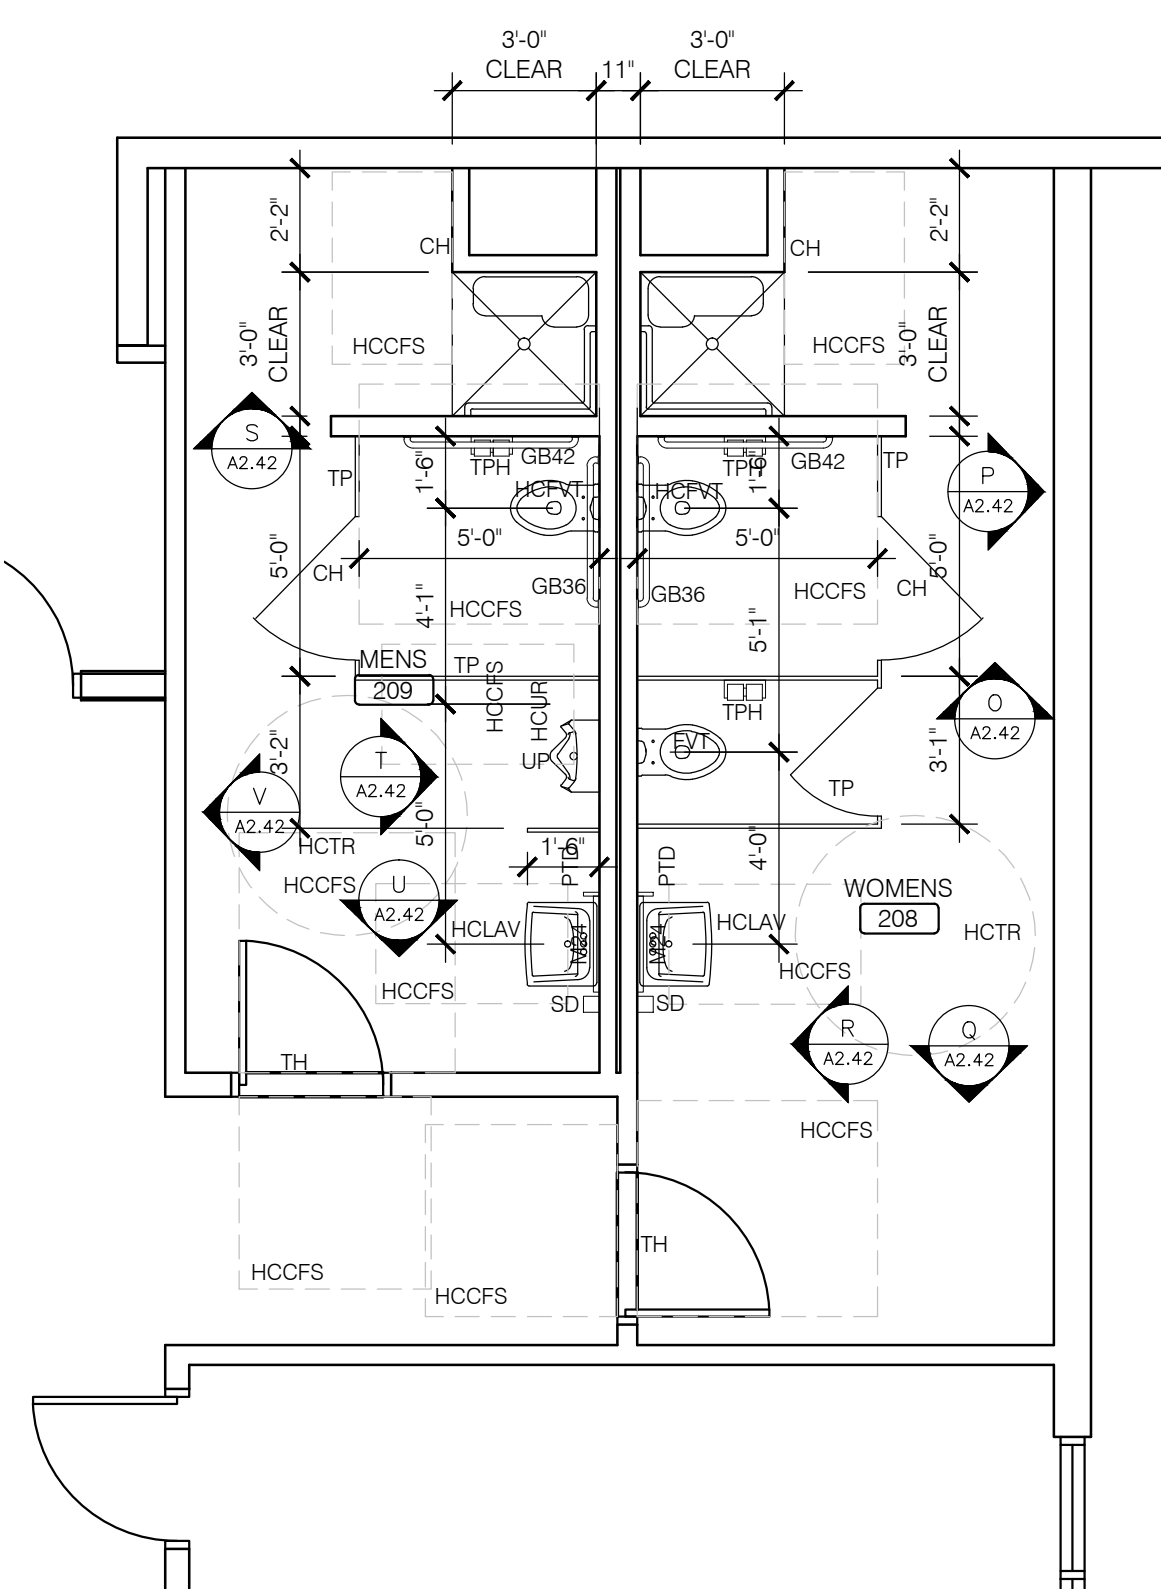 3'-0"
CLEAR
11"
3'-0"
CLEAR
2'-2"
2'-2"
CH
CH
3'-0"
CLEAR
HCCFS
HCCFS
3'-0"
CLEAR
S
A2.42
TP
TPH
GB42
1'-6"
HCFVT
TPH
1'-6"
GB42
HCFVT
TP
P
A2.42
5'-0"
5'-0"
5'-0"
5'-0"
CH
GB36
GB36
HCCFS
CH
4'-1"
HCCFS
5'-1"
MENS
209
TP
HCCFS
HCUR
TPH
O
A2.42
3'-2"
T
A2.42
UP
FVT
3'-1"
V
A2.42
TP
5'-0"
HCTR
1'-6"
PTD
PTD
4'-0"
HCCFS
U
A2.42
WOMENS
208
HCLAV
M24
M24
HCLAV
HCTR
HCCFS
HCCFS
SD
SD
R
A2.42
Q
A2.42
TH
HCCFS
TH
HCCFS
HCCFS